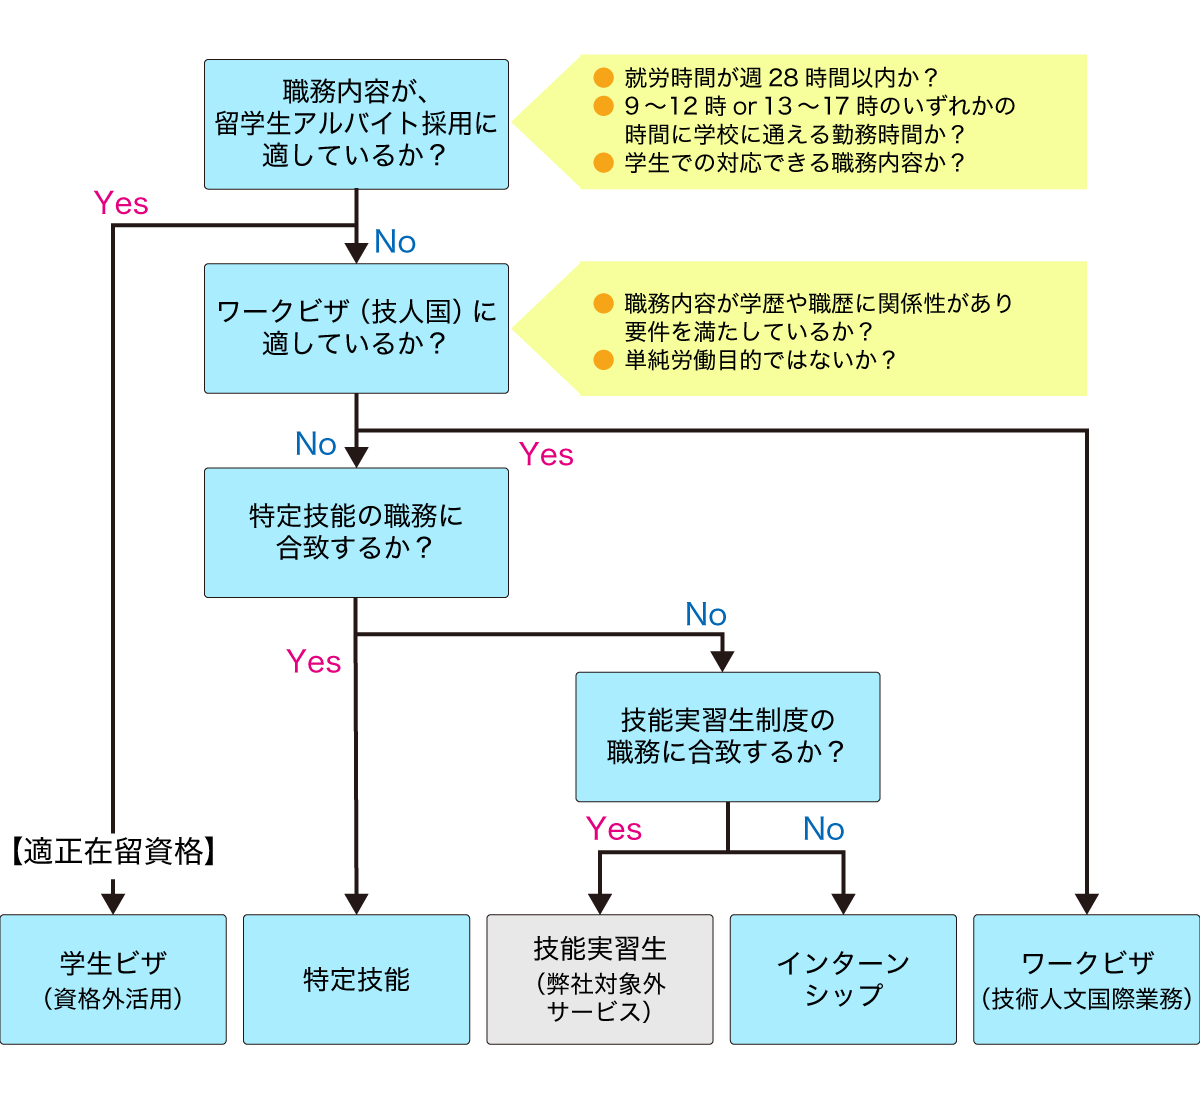 職務内容が、
留学生アルバイト採用に
適しているか？
● 就労時間が週 28 時間以内か？
● 9～12 時 or 13～17 時のいずれかの
時間に学校に通える勤務時間か？
● 学生での対応できる職務内容か？
Yes
No
ワークビザ（技人国）に
適しているか？
● 職務内容が学歴や職歴に関係性があり
要件を満たしているか？
● 単純労働目的ではないか？
No
Yes
特定技能の職務に
合致するか？
No
Yes
技能実習生制度の
職務に合致するか？
Yes
No
【適正在留資格】
学生ビザ
（資格外活用）
特定技能
技能実習生
（弊社対象外
サービス）
インターン
シップ
ワークビザ
（技術人文国際業務）